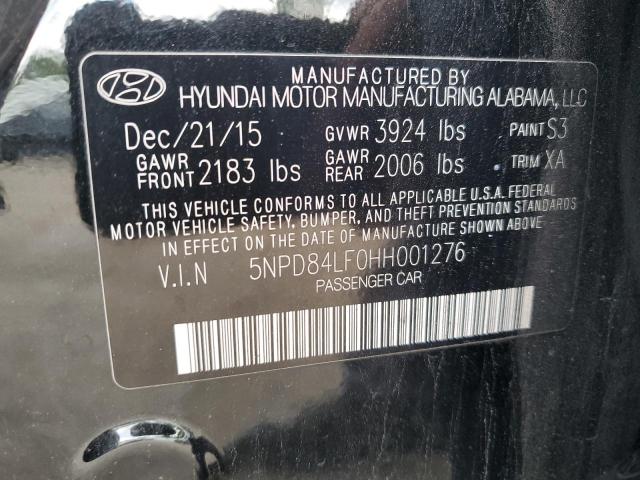 MANUFACTURED BY
HYUNDAI MOTOR MANUFACTURING ALABAMA, LLC
Dec/21/15 GVWR 3924 lbs PAINT S3
GAWR FRONT 2183 lbs GAWR REAR 2006 lbs TRIM XA
THIS VEHICLE CONFORMS TO ALL APPLICABLE U.S.A. FEDERAL
MOTOR VEHICLE SAFETY, BUMPER, AND THEFT PREVENTION STANDARDS
IN EFFECT ON THE DATE OF MANUFACTURE SHOWN ABOVE.
V.I.N 5NPD84LF0HH001276
PASSENGER CAR